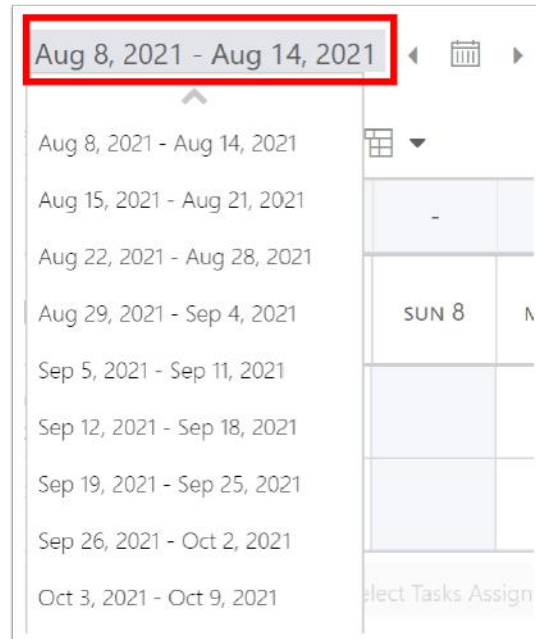 Aug 8, 2021 - Aug 14, 2021
Aug 8, 2021 - Aug 14, 2021
Aug 15, 2021 - Aug 21, 2021
-
Aug 22, 2021 - Aug 28, 2021
Aug 29, 2021 - Sep 4, 2021
SUN 8
Sep 5, 2021 - Sep 11, 2021
Sep 12, 2021 - Sep 18, 2021
Sep 19, 2021 - Sep 25, 2021
Sep 26, 2021 - Oct 2, 2021
Oct 3, 2021 - Oct 9, 2021
Tasks Assign